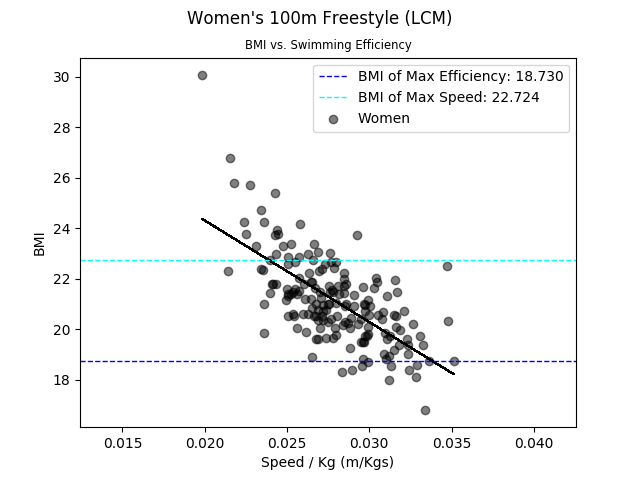 Women's 100m Freestyle (LCM)
BMI vs. Swimming Efficiency
BMI of Max Efficiency: 18.730
BMI of Max Speed: 22.724
Women
30
28
26
24
22
20
18
BMI
0.015 0.020 0.025 0.030 0.035 0.040
Speed / Kg (m/Kgs)